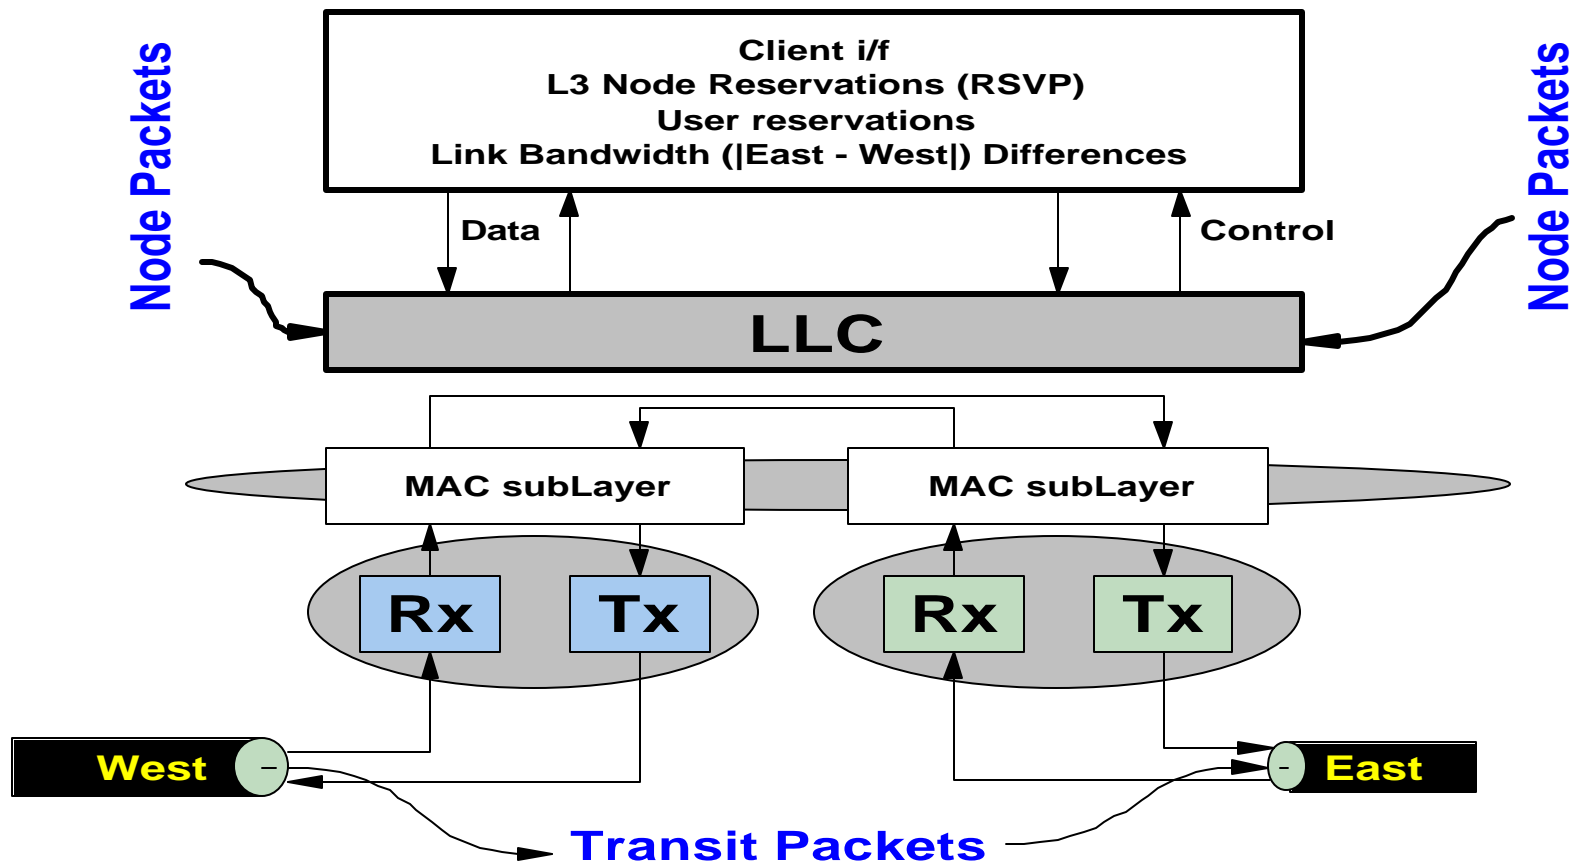 Node Packets
Client i/f
L3 Node Reservations (RSVP)
User reservations
Link Bandwidth (|East - West|) Differences
Node Packets
Data
Control
LLC
MAC subLayer
MAC subLayer
Rx
Tx
Rx
Tx
West
East
Transit Packets